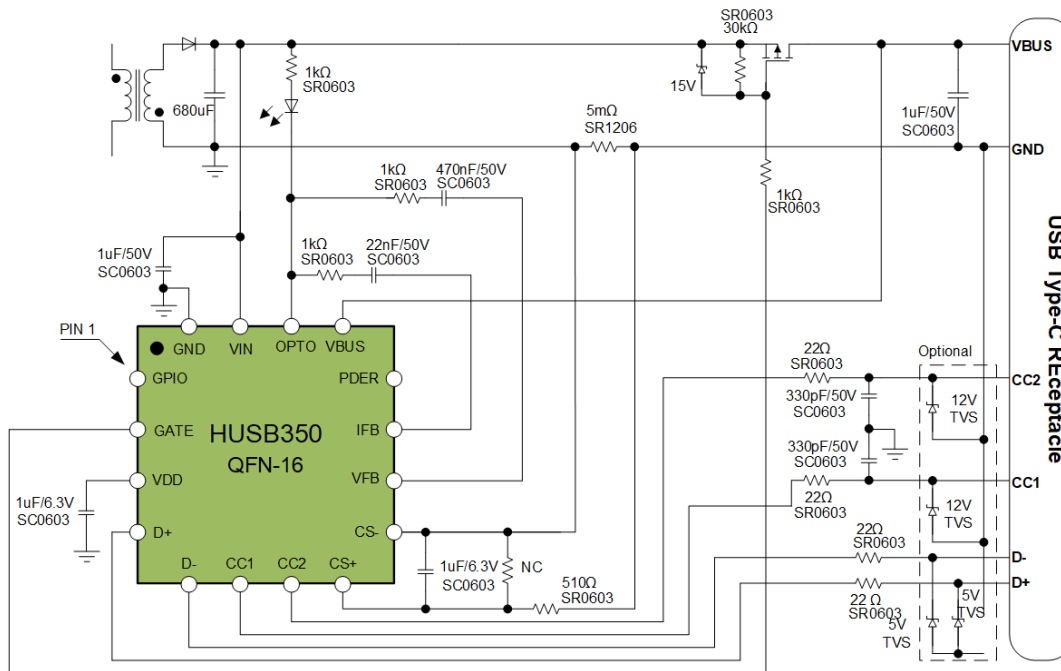 SR0603
30kΩ
VBUS
1kΩ
SR0603
15V
680uF
5mΩ
SR1206
1uF/50V
SC0603
GND
1kΩ
SR0603
470nF/50V
SC0603
1kΩ
SR0603
1kΩ
SR0603
22nF/50V
SC0603
1uF/50V
SC0603
USB Type-C REceptacle
PIN 1
GND
VIN
OPTO
VBUS
GPIO
PDER
22Ω
SR0603
Optional
CC2
330pF/50V
SC0603
12V
TVS
GATE
HUSB350
QFN-16
IFB
330pF/50V
SC0603
VDD
VFB
CC1
1uF/6.3V
SC0603
22Ω
SR0603
12V
TVS
D+
CS-
22Ω
SR0603
D-
D-
CC1
CC2
CS+
1uF/6.3V
SC0603
NC
510Ω
SR0603
D+
22 Ω
SR0603
5V
TVS
5V
TVS